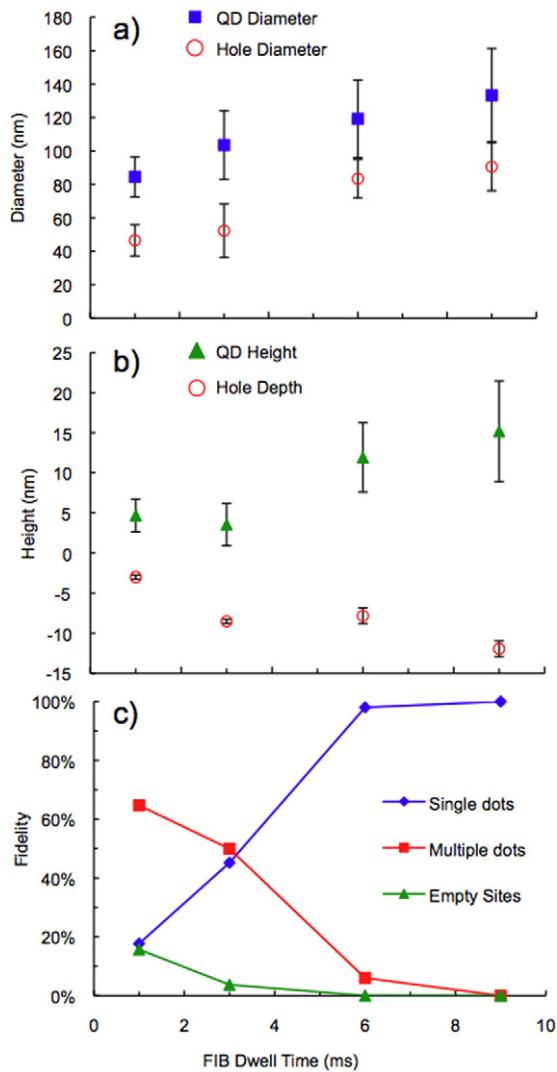 a)
QD Diameter
Hole Diameter
Diameter (nm)
180
160
140
120
100
80
60
40
20
0
b)
QD Height
Hole Depth
Height (nm)
25
20
15
10
5
0
-5
-10
-15
c)
Single dots
Multiple dots
Empty Sites
Fidelity
100%
80%
60%
40%
20%
0%
0 2 4 6 8 10
FIB Dwell Time (ms)